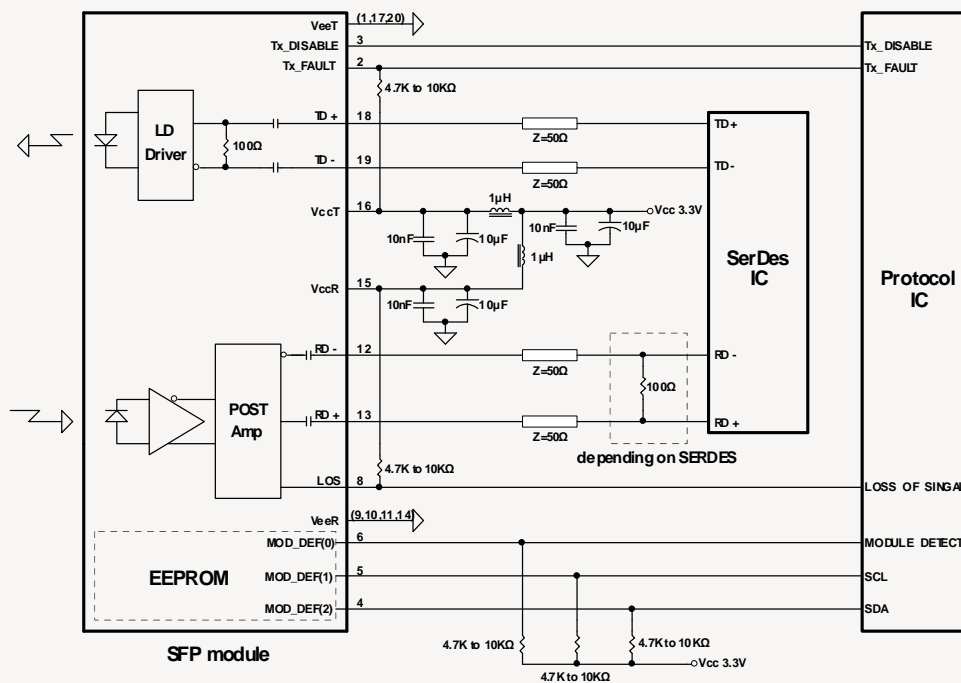 VeeT (1,17,20)
Tx_DISABLE 3 Tx_DISABLE
Tx_FAULT 2 Tx_FAULT
4.7K to 10KΩ
LD Driver
100Ω
TD+ 18 TD+
Z=50Ω
TD- 19 TD-
Z=50Ω
1µH
VccT 16 Vcc 3.3V
10nF 10µF 10nF 10µF
1µH
SerDes IC
Protocol IC
VccR 15
10nF 10µF
RD - 12 RD -
Z=50Ω
100Ω
POST Amp
RD+ 13 RD+
Z=50Ω
depending on SERDES
4.7K to 10KΩ
LOS 8 LOSS OF SINGAL
VeeR (9,10,11,14)
MOD_DEF(0) 6 MODULE DETECT
EEPROM
MOD_DEF(1) 5 SCL
MOD_DEF(2) 4 SDA
4.7K to 10KΩ 4.7K to 10KΩ
SFP module
Vcc 3.3V
4.7K to 10KΩ